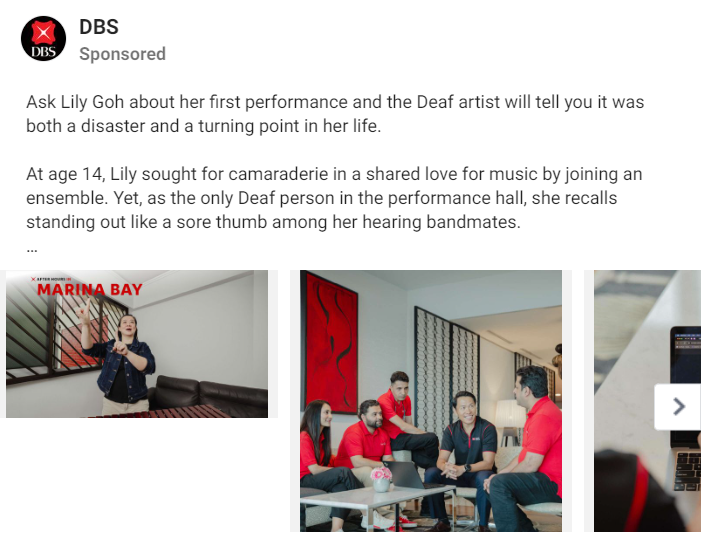 DBS
DBS
Sponsored
Ask Lily Goh about her first performance and the Deaf artist will tell you it was
both a disaster and a turning point in her life.
At age 14, Lily sought for camaraderie in a shared love for music by joining an
ensemble. Yet, as the only Deaf person in the performance hall, she recalls
standing out like a sore thumb among her hearing bandmates.
...
AFTER HOURS
MARINA BAY